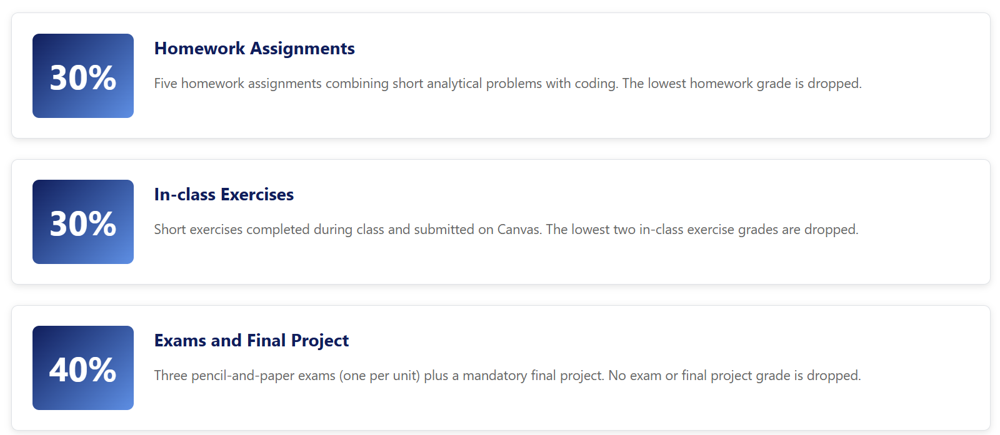 30%
Homework Assignments
Five homework assignments combining short analytical problems with coding. The lowest homework grade is dropped.
30%
In-class Exercises
Short exercises completed during class and submitted on Canvas. The lowest two in-class exercise grades are dropped.
40%
Exams and Final Project
Three pencil-and-paper exams (one per unit) plus a mandatory final project. No exam or final project grade is dropped.